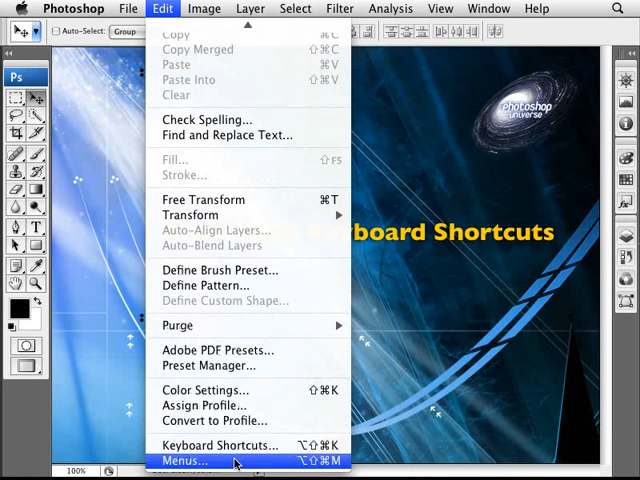 Photoshop File Edit Image Layer Select Filter Analysis View Window Help
Auto-Select: Group
Ps
Copy ⌘C
Copy Merged ⇧⌘C
Paste ⌘V
Paste Into ⇧⌘V
Clear
Check Spelling...
Find and Replace Text...
Fill... ⇧F5
Stroke...
Free Transform ⌘T
Transform
Auto-Align Layers...
Auto-Blend Layers
Define Brush Preset...
Define Pattern...
Define Custom Shape...
Purge
Adobe PDF Presets...
Preset Manager...
Color Settings... ⇧⌘K
Assign Profile...
Convert to Profile...
Keyboard Shortcuts... ⌥⇧⌘K
Menus... ⌥⇧⌘M
photoshop
universe
yboard Shortcuts
100%